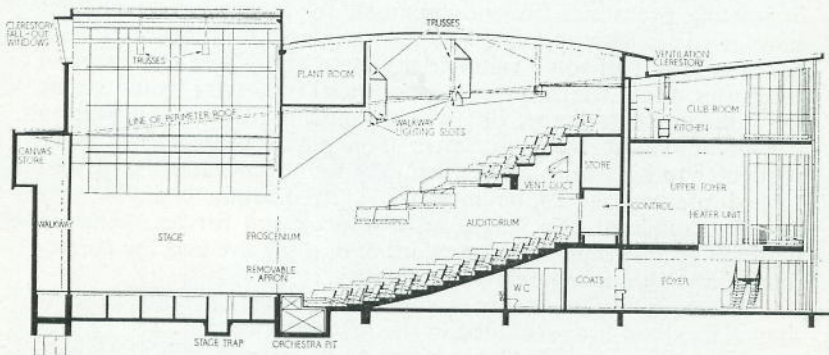 CLERESTORY
FALL-OUT
WINDOWS
TRUSSES
TRUSSES
PLANT ROOM
VENTILATION
CLERESTORY
CLUB ROOM
KITCHEN
LINE OF PERIMETER ROOF
WALKWAY
LIGHTING SLOTS
CANVAS
STORE
STORE
VENT DUCT
UPPER FOYER
WALKWAY
STAGE
PROSCENIUM
AUDITORIUM
CONTROL
HEATER UNIT
REMOVABLE
APRON
WC
COATS
FOYER
STAGE TRAP
ORCHESTRA PIT